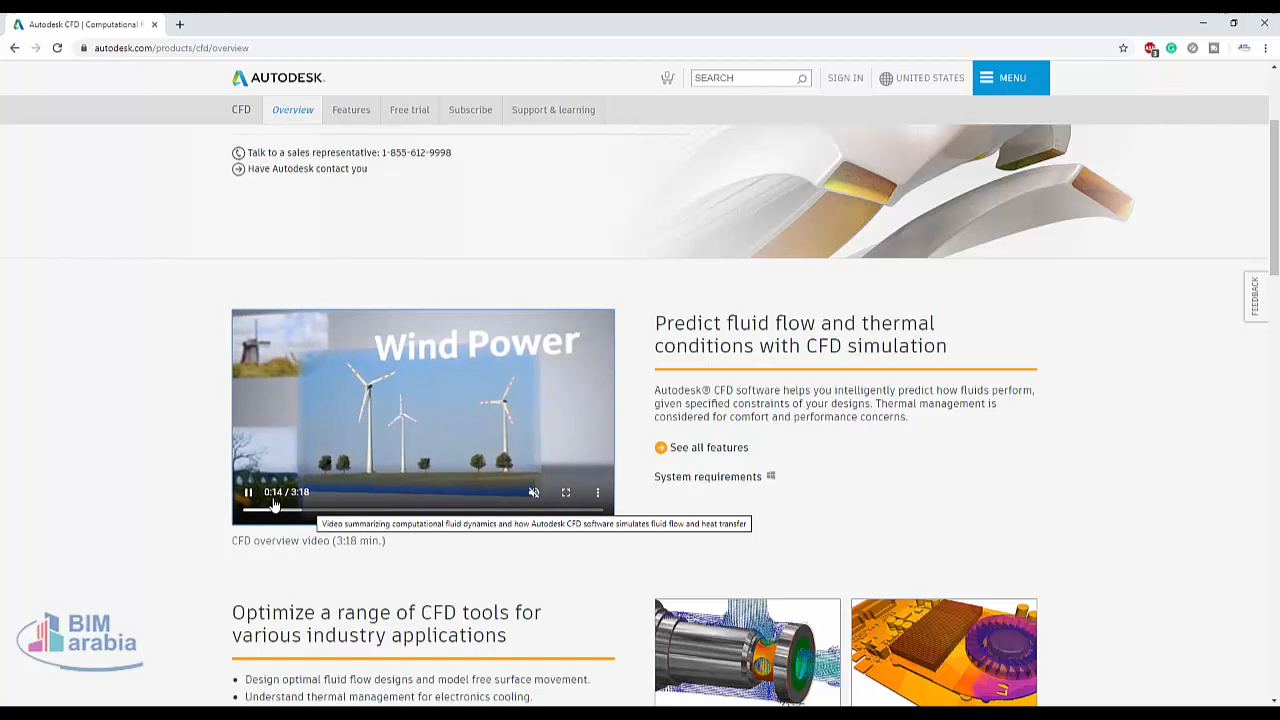 Autodesk CFD | Computational fl
autodesk.com/products/cfd/overview
AUTODESK.
0
SEARCH
SIGN IN
UNITED STATES
MENU
CFD
Overview
Features
Free trial
Subscribe
Support & learning
Talk to a sales representative: 1-855-612-9998
Have Autodesk contact you
FEEDBACK
Wind Power
0:14 / 3:18
Video summarizing computational fluid dynamics and how Autodesk CFD software simulates fluid flow and heat transfer
CFD overview video (3:18 min.)
Predict fluid flow and thermal
conditions with CFD simulation
Autodesk® CFD software helps you intelligently predict how fluids perform,
given specified constraints of your designs. Thermal management is
considered for comfort and performance concerns.
See all features
System requirements
Optimize a range of CFD tools for
various industry applications
• Design optimal fluid flow designs and model free surface movement.
• Understand thermal management for electronics cooling.
BIM
arabia